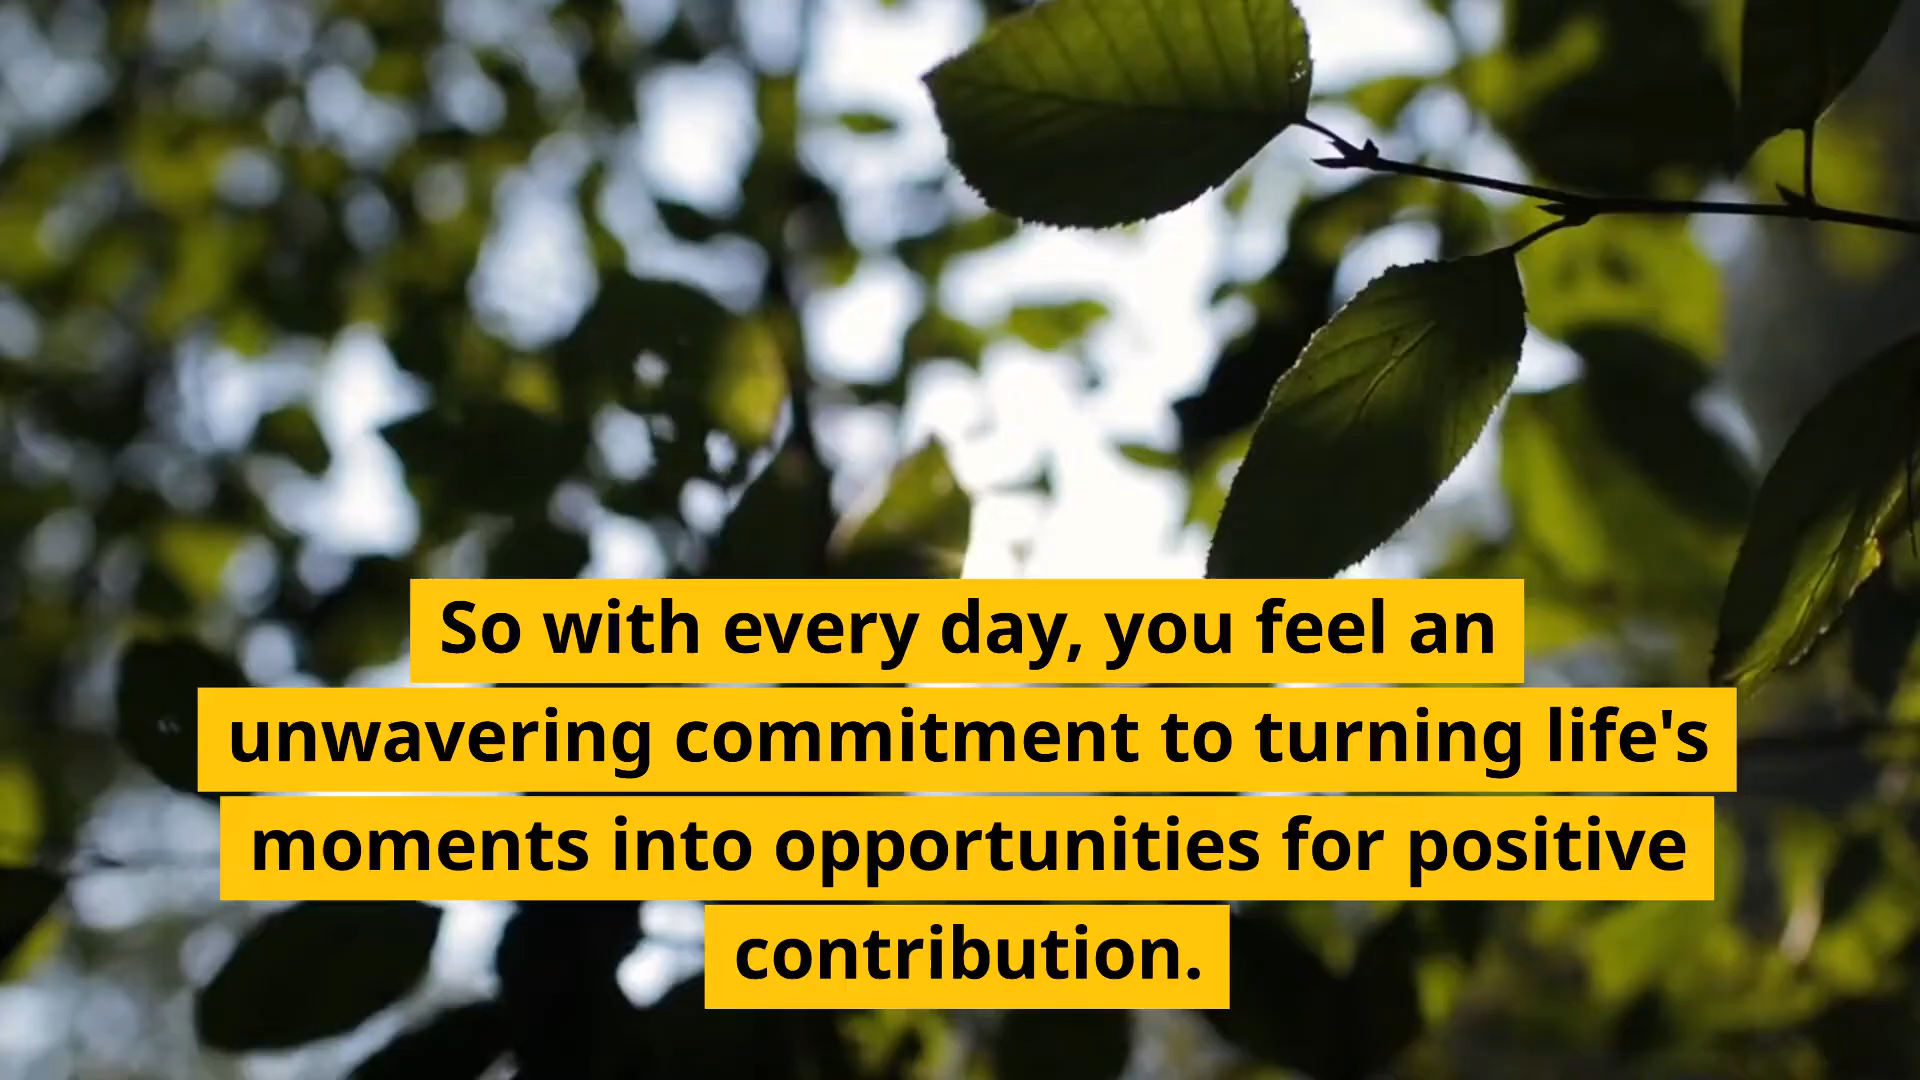 So with every day, you feel an
unwavering commitment to turning life's
moments into opportunities for positive
contribution.